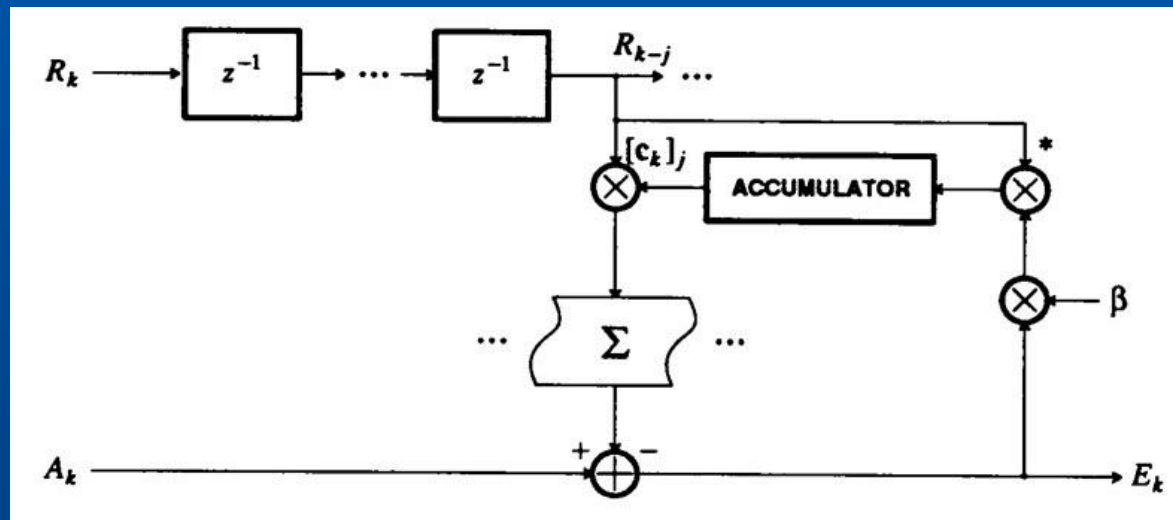 R_{k-j}
R_k z^{-1} ... z^{-1} ...
[c_k]_j *
ACCUMULATOR
β
... Σ ...
+ −
A_k E_k